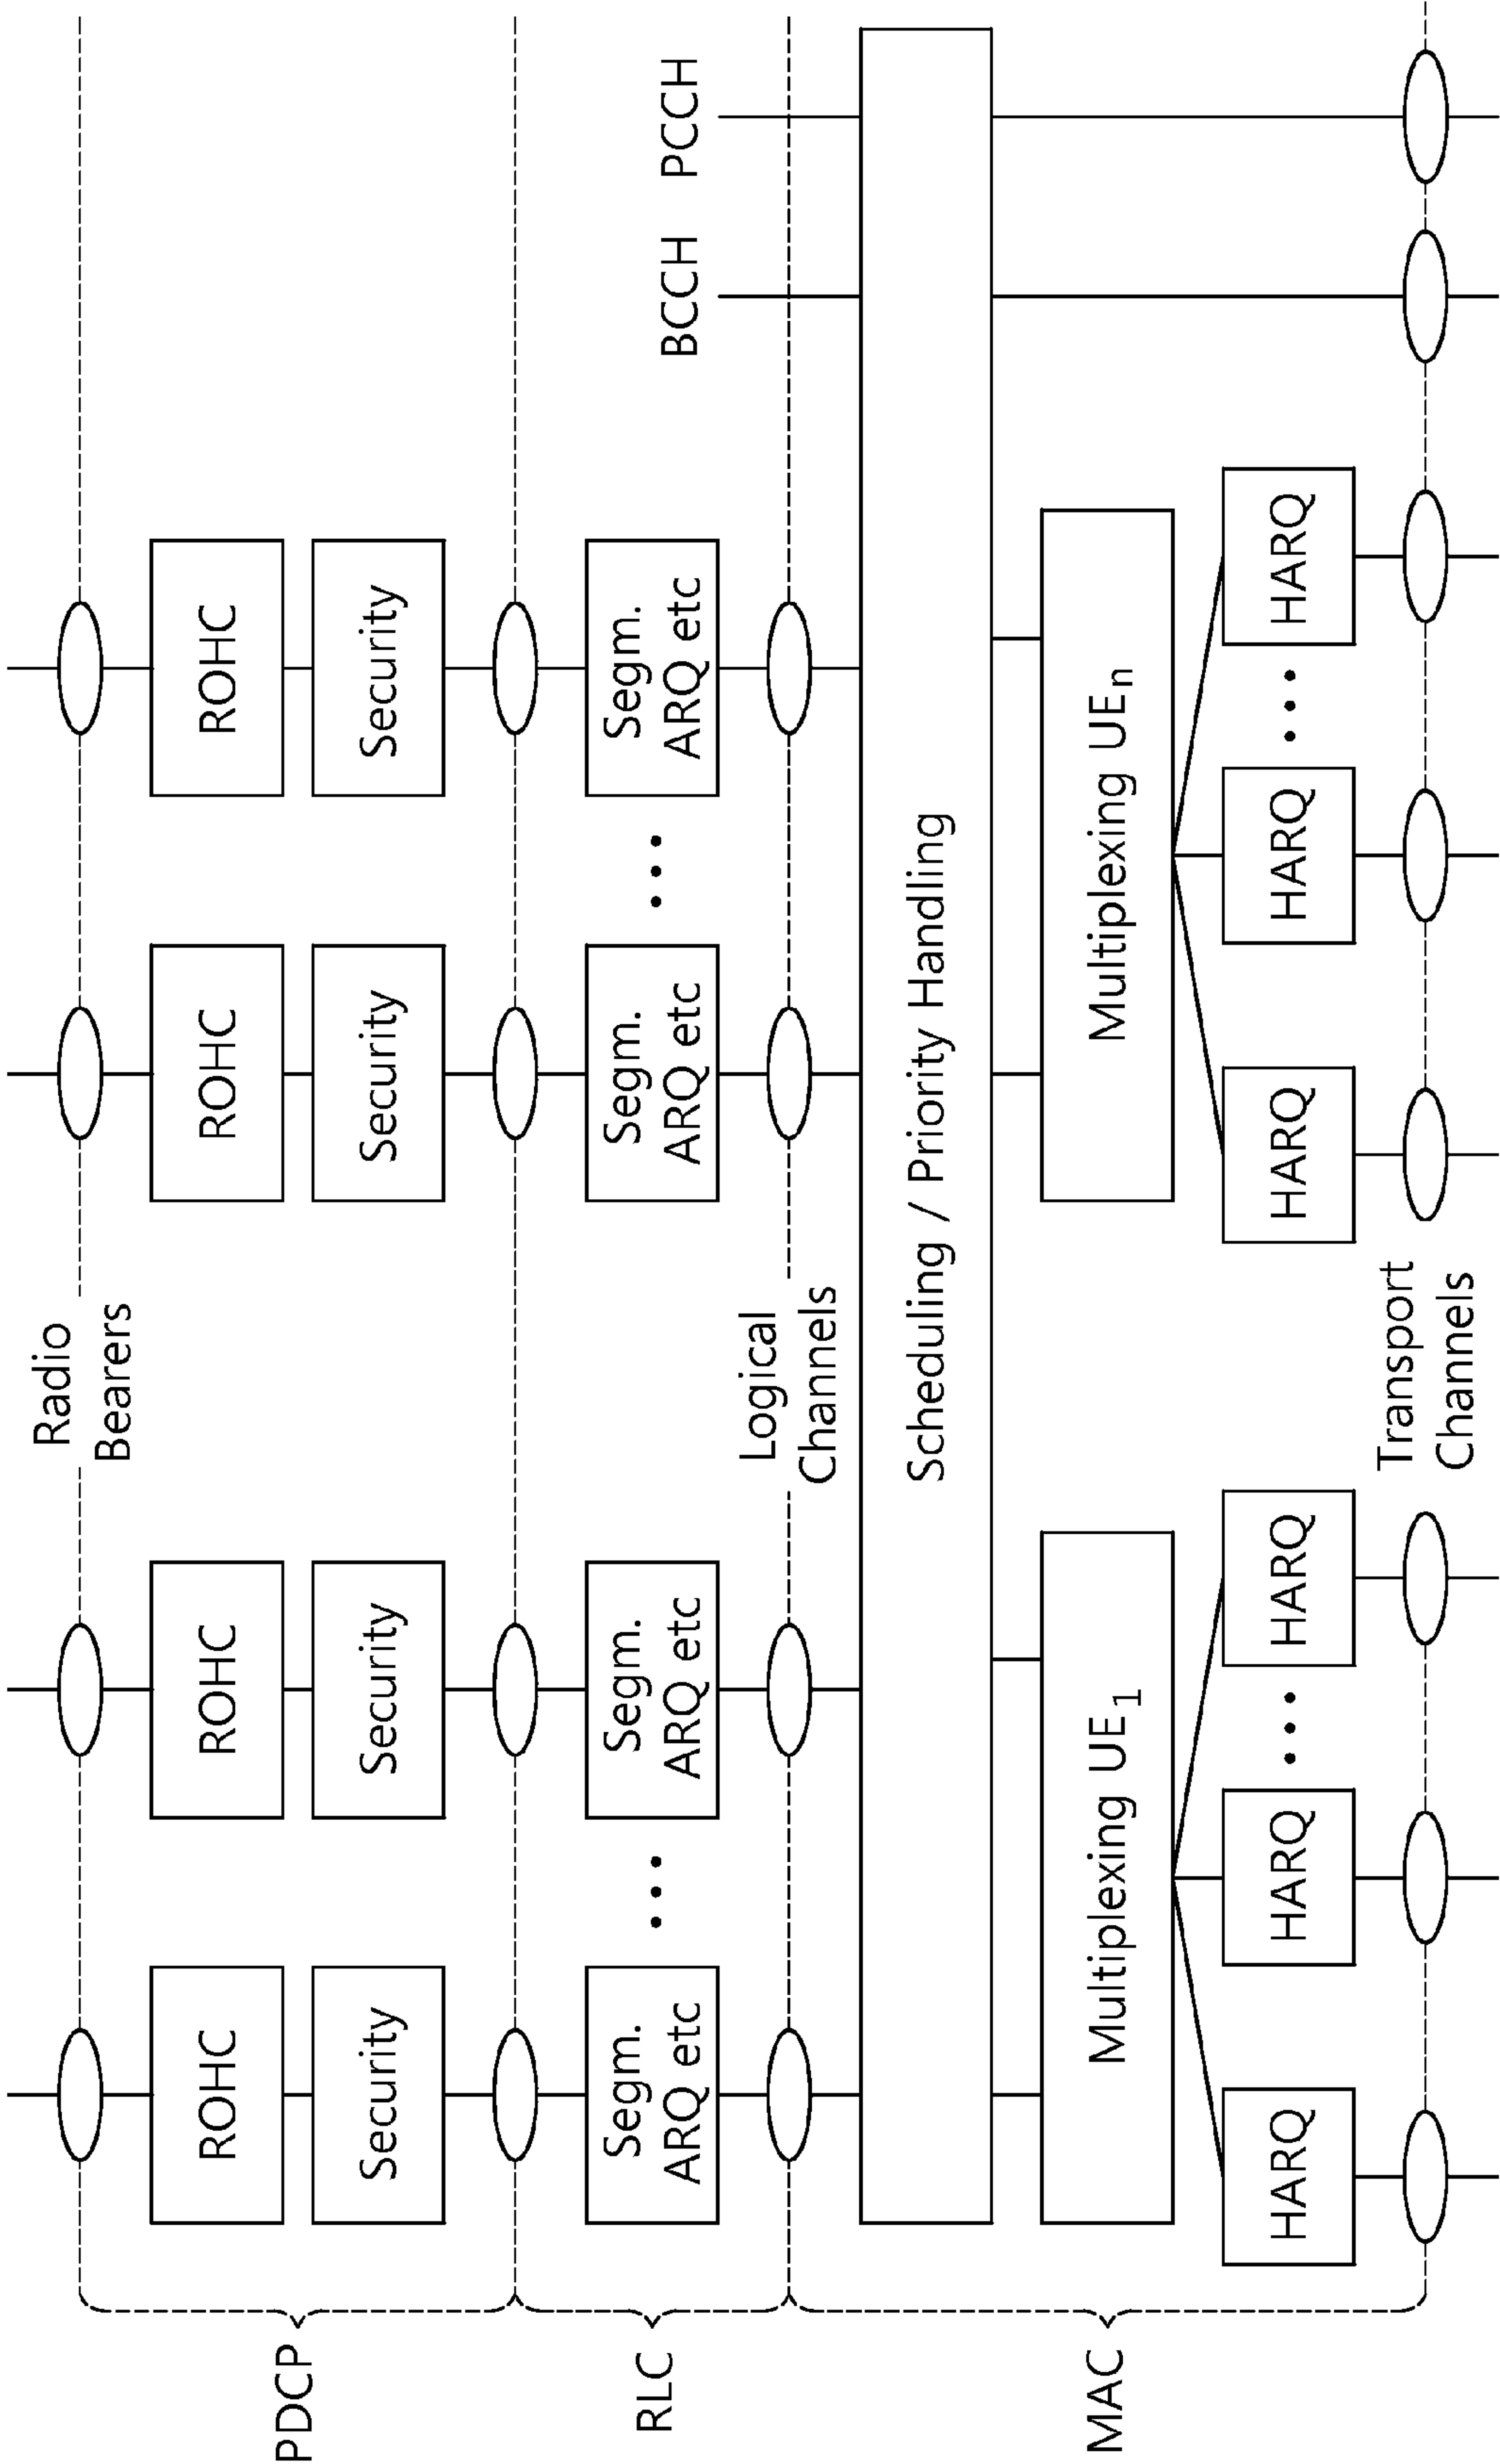 Radio
Bearers
PDCP
ROHC
ROHC
ROHC
ROHC
Security
Security
Security
Security
RLC
Segm.
ARQ etc
Segm.
ARQ etc
Segm.
ARQ etc
Segm.
ARQ etc
BCCH
PCCH
Logical
Channels
MAC
Scheduling / Priority Handling
Multiplexing UE1
Multiplexing UEn
HARQ
HARQ
HARQ
HARQ
HARQ
HARQ
Transport
Channels